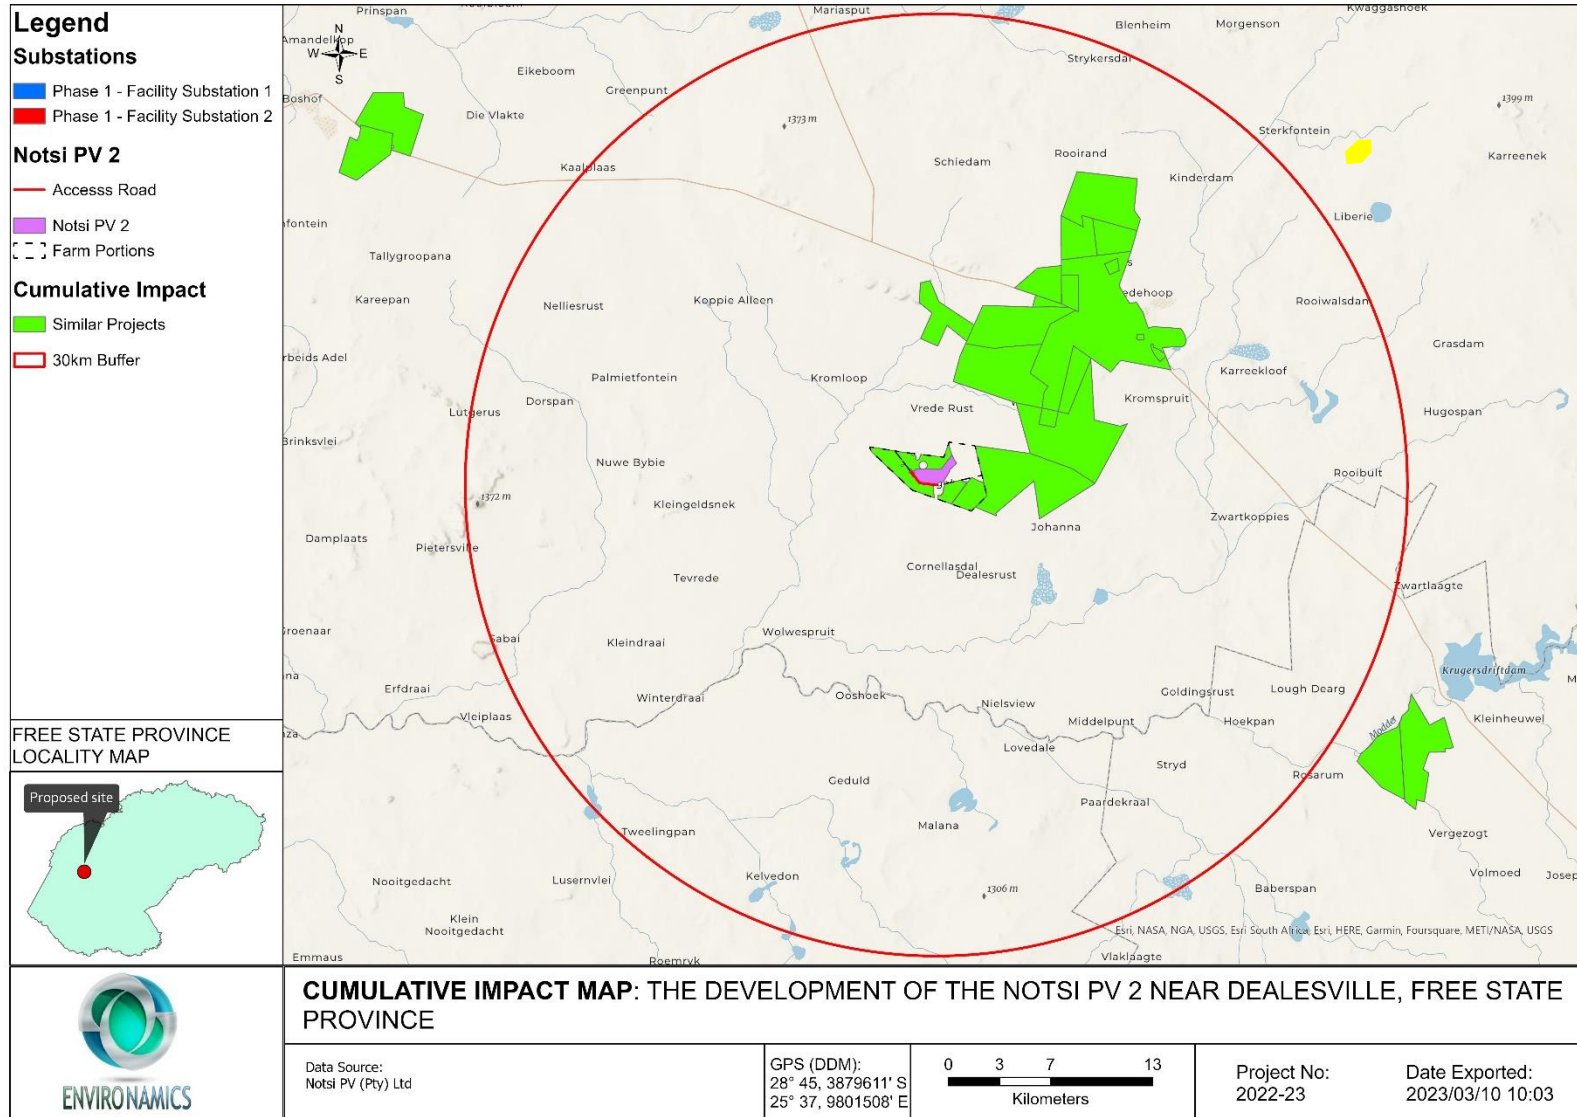 Legend
Substations
Phase 1 - Facility Substation 1
Phase 1 - Facility Substation 2
Notsi PV 2
Accesss Road
Notsi PV 2
Farm Portions
Cumulative Impact
Similar Projects
30km Buffer
FREE STATE PROVINCE
LOCALITY MAP
Proposed site
ENVIRONAMICS
N
W E
S
Prinspan
Mariasput
Kwaggashoek
Blenheim
Morgenson
Amandelkop
Strykersdal
Eikeboom
Greenpunt
Boshof
Die Vlakte
1373 m
1399 m
Sterkfontein
Kaalplaas
Schiedam
Rooirand
Karreenek
Kinderdam
Liberie
Tallygroopana
Kareepan
Nelliesrust
Koppie Alleen
edehoop
Rooiwalsdam
Grasdam
rbeids Adel
Palmietfontein
Kromloop
Karreekloof
Dorspan
Lutgerus
Vrede Rust
Kromspruit
Hugospan
Brinksvlei
Nuwe Bybie
Rooibult
1372 m
Kleingeldsnek
Zwartkoppies
Damplaats
Pietersville
Johanna
Tevrede
Cornellasdal
Dealesrust
Zwartlaagte
Groenaar
Sabai
Kleindraai
Wolwespruit
Krugersdriftdam
Erfdraai
Winterdraai
Ooshoek
Nielsview
Goldingsrust
Lough Dearg
Vleiplaas
Middelpunt
Hoekpan
Modder
Kleinheuwel
Lovedale
Stryd
Rosarum
Geduld
Paardekraal
Tweelingpan
Malana
Vergezogt
Nooitgedacht
Lusernvlei
Kelvedon
1306 m
Baberspan
Volmoed
Josep
Klein
Nooitgedacht
Esri, NASA, NGA, USGS, Esri South Africa, Esri, HERE, Garmin, Foursquare, METI/NASA, USGS
Emmaus
Roemryk
Vlaklaagte
CUMULATIVE IMPACT MAP: THE DEVELOPMENT OF THE NOTSI PV 2 NEAR DEALESVILLE, FREE STATE
PROVINCE
Data Source:
Notsi PV (Pty) Ltd
GPS (DDM):
28° 45, 3879611' S
25° 37, 9801508' E
0 3 7 13
Kilometers
Project No:
2022-23
Date Exported:
2023/03/10 10:03